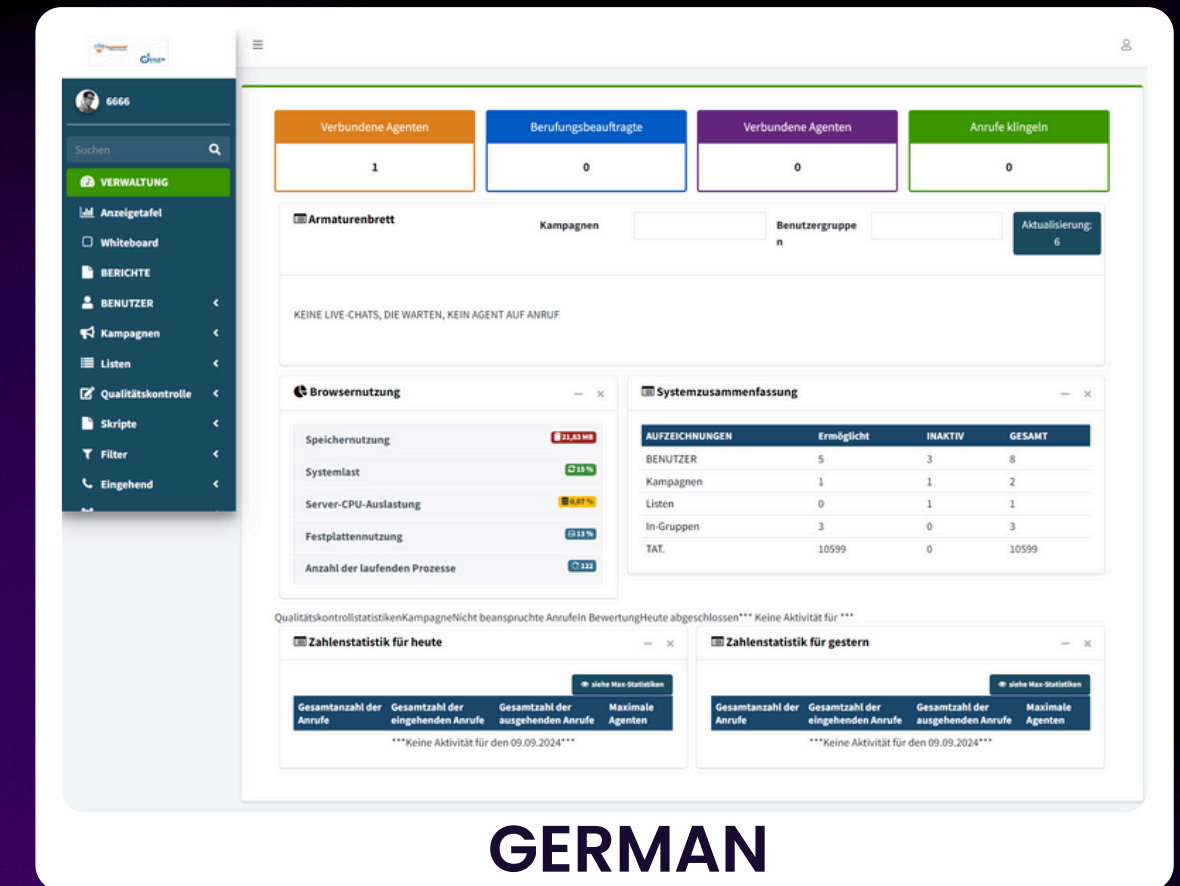 6666
Suchen
VERWALTUNG
Anzeigetafel
Whiteboard
BERICHTE
BENUTZER
Kampagnen
Listen
Qualitätskontrolle
Skripte
Filter
Eingehend
Verbundene Agenten
Berufungsbeauftragte
Verbundene Agenten
Anrufe klingeln
1
0
0
0
Armaturenbrett
Kampagnen
Benutzergruppe
n
Aktualisierung:
6
KEINE LIVE-CHATS, DIE WARTEN, KEIN AGENT AUF ANRUF
Browsernutzung
Speichernutzung 21,83 MB
Systemlast 15 %
Server-CPU-Auslastung 0,07 %
Festplattennutzung 13 %
Anzahl der laufenden Prozesse 122
Systemzusammenfassung
AUFZEICHNUNGEN Ermöglicht INAKTIV GESAMT
BENUTZER 5 3 8
Kampagnen 1 1 2
Listen 0 1 1
In-Gruppen 3 0 3
TAT. 10599 0 10599
QualitätskontrollstatistikenKampagneNicht beanspruchte AnrufeIn BewertungHeute abgeschlossen*** Keine Aktivität für ***
Zahlenstatistik für heute
siehe Max-Statistiken
Gesamtanzahl der Gesamtzahl der Gesamtzahl der Maximale
Anrufe eingehenden Anrufe ausgehenden Anrufe Agenten
***Keine Aktivität für den 09.09.2024***
Zahlenstatistik für gestern
siehe Max-Statistiken
Gesamtanzahl der Gesamtzahl der Gesamtzahl der Maximale
Anrufe eingehenden Anrufe ausgehenden Anrufe Agenten
***Keine Aktivität für den 09.09.2024***
GERMAN